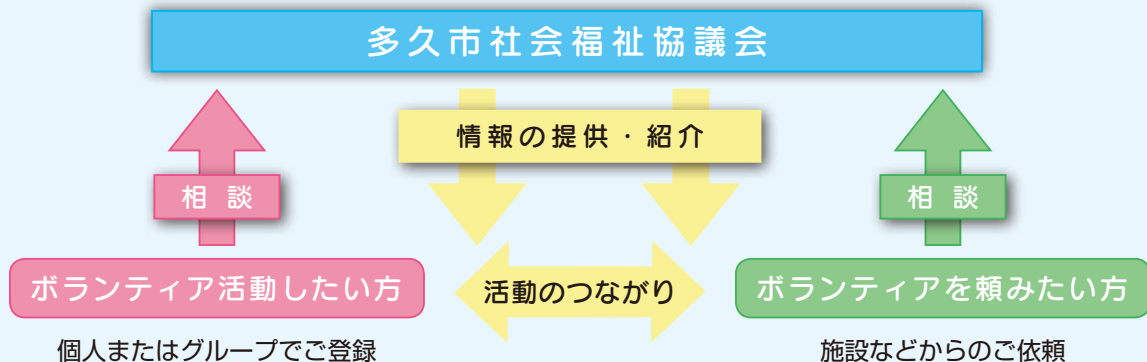 多久市社会福祉協議会
情報の提供・紹介
相談
相談
ボランティア活動したい方
活動のつながり
ボランティアを頼みたい方
個人またはグループでご登録
施設などからのご依頼